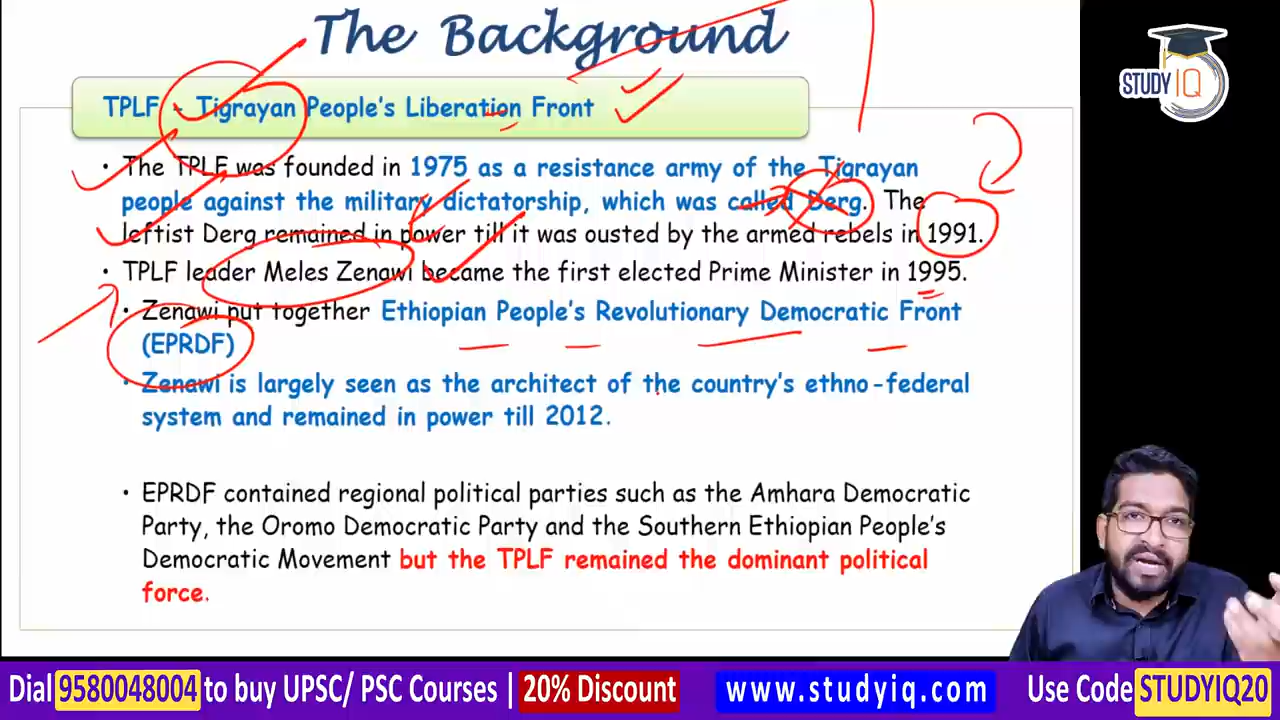 The Background
STUDY IQ
TPLF - Tigrayan People's Liberation Front
• The TPLF was founded in 1975 as a resistance army of the Tigrayan
people against the military dictatorship, which was called Derg. The
leftist Derg remained in power till it was ousted by the armed rebels in 1991.
• TPLF leader Meles Zenawi became the first elected Prime Minister in 1995.
• Zenawi put together Ethiopian People's Revolutionary Democratic Front
(EPRDF)
• Zenawi is largely seen as the architect of the country's ethno-federal
system and remained in power till 2012.
• EPRDF contained regional political parties such as the Amhara Democratic
Party, the Oromo Democratic Party and the Southern Ethiopian People's
Democratic Movement but the TPLF remained the dominant political
force.
Dial 9580048004 to buy UPSC/ PSC Courses | 20% Discount www.studyiq.com Use Code STUDYIQ20